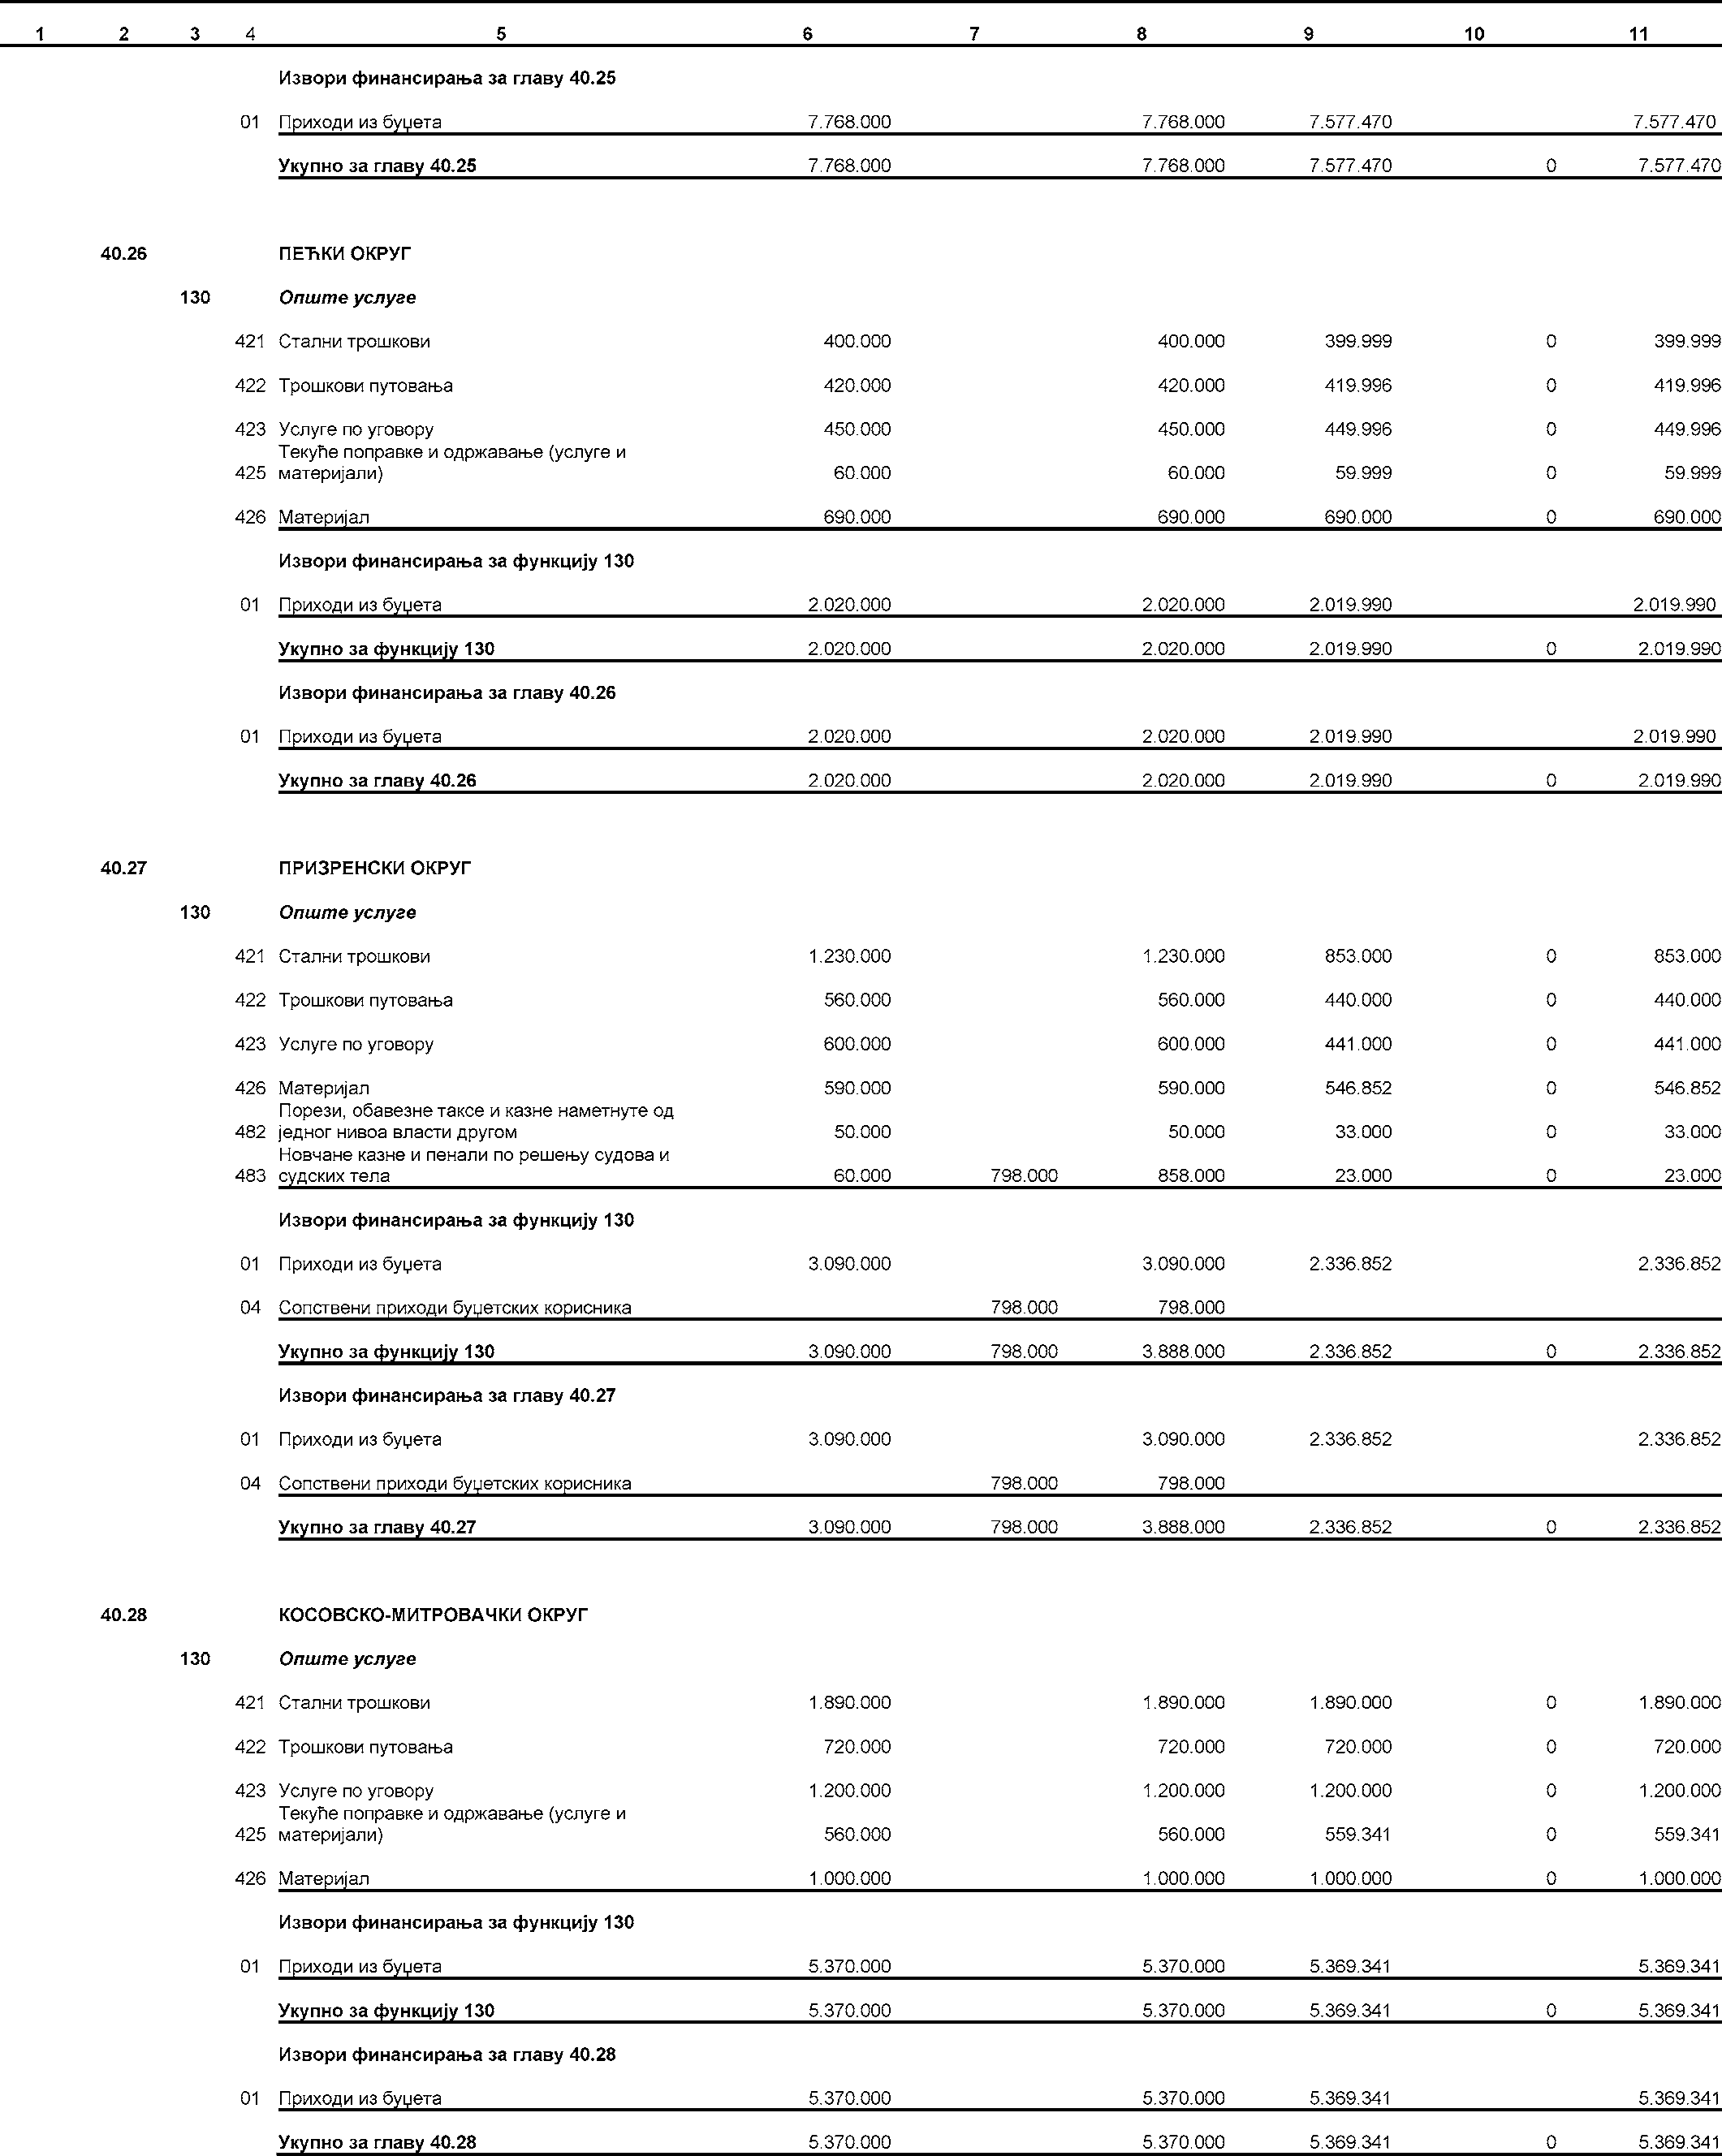 1 2 3 4 5 6 7 8 9 10 11
Извори финансирања за главу 40.25
01 Приходи из буџета 7.768.000 7.768.000 7.577.470 7.577.470
Укупно за главу 40.25 7.768.000 7.768.000 7.577.470 0 7.577.470
40.26 ПЕЋКИ ОКРУГ
130 Опште услуге
421 Стални трошкови 400.000 400.000 399.999 0 399.999
422 Трошкови путовања 420.000 420.000 419.996 0 419.996
423 Услуге по уговору 450.000 450.000 449.996 0 449.996
Текуће поправке и одржавање (услуге и
425 материјали) 60.000 60.000 59.999 0 59.999
426 Материјал 690.000 690.000 690.000 0 690.000
Извори финансирања за функцију 130
01 Приходи из буџета 2.020.000 2.020.000 2.019.990 2.019.990
Укупно за функцију 130 2.020.000 2.020.000 2.019.990 0 2.019.990
Извори финансирања за главу 40.26
01 Приходи из буџета 2.020.000 2.020.000 2.019.990 2.019.990
Укупно за главу 40.26 2.020.000 2.020.000 2.019.990 0 2.019.990
40.27 ПРИЗРЕНСКИ ОКРУГ
130 Опште услуге
421 Стални трошкови 1.230.000 1.230.000 853.000 0 853.000
422 Трошкови путовања 560.000 560.000 440.000 0 440.000
423 Услуге по уговору 600.000 600.000 441.000 0 441.000
426 Материјал 590.000 590.000 546.852 0 546.852
Порези, обавезне таксе и казне наметнуте од
482 једног нивоа власти другом 50.000 50.000 33.000 0 33.000
Новчане казне и пенали по решењу судова и
483 судских тела 60.000 798.000 858.000 23.000 0 23.000
Извори финансирања за функцију 130
01 Приходи из буџета 3.090.000 3.090.000 2.336.852 2.336.852
04 Сопствени приходи буџетских корисника 798.000 798.000
Укупно за функцију 130 3.090.000 798.000 3.888.000 2.336.852 0 2.336.852
Извори финансирања за главу 40.27
01 Приходи из буџета 3.090.000 3.090.000 2.336.852 2.336.852
04 Сопствени приходи буџетских корисника 798.000 798.000
Укупно за главу 40.27 3.090.000 798.000 3.888.000 2.336.852 0 2.336.852
40.28 КОСОВСКО-МИТРОВАЧКИ ОКРУГ
130 Опште услуге
421 Стални трошкови 1.890.000 1.890.000 1.890.000 0 1.890.000
422 Трошкови путовања 720.000 720.000 720.000 0 720.000
423 Услуге по уговору 1.200.000 1.200.000 1.200.000 0 1.200.000
Текуће поправке и одржавање (услуге и
425 материјали) 560.000 560.000 559.341 0 559.341
426 Материјал 1.000.000 1.000.000 1.000.000 0 1.000.000
Извори финансирања за функцију 130
01 Приходи из буџета 5.370.000 5.370.000 5.369.341 5.369.341
Укупно за функцију 130 5.370.000 5.370.000 5.369.341 0 5.369.341
Извори финансирања за главу 40.28
01 Приходи из буџета 5.370.000 5.370.000 5.369.341 5.369.341
Укупно за главу 40.28 5.370.000 5.370.000 5.369.341 0 5.369.341